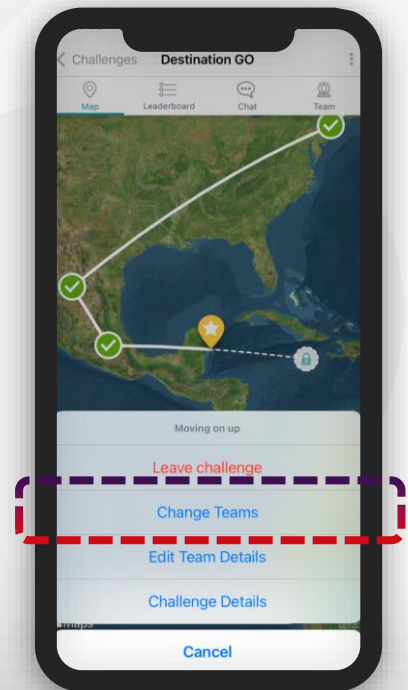 Challenges Destination GO
Map Leaderboard Chat Team
Moving on up
Leave challenge
Change Teams
Edit Team Details
Challenge Details
Maps
Cancel